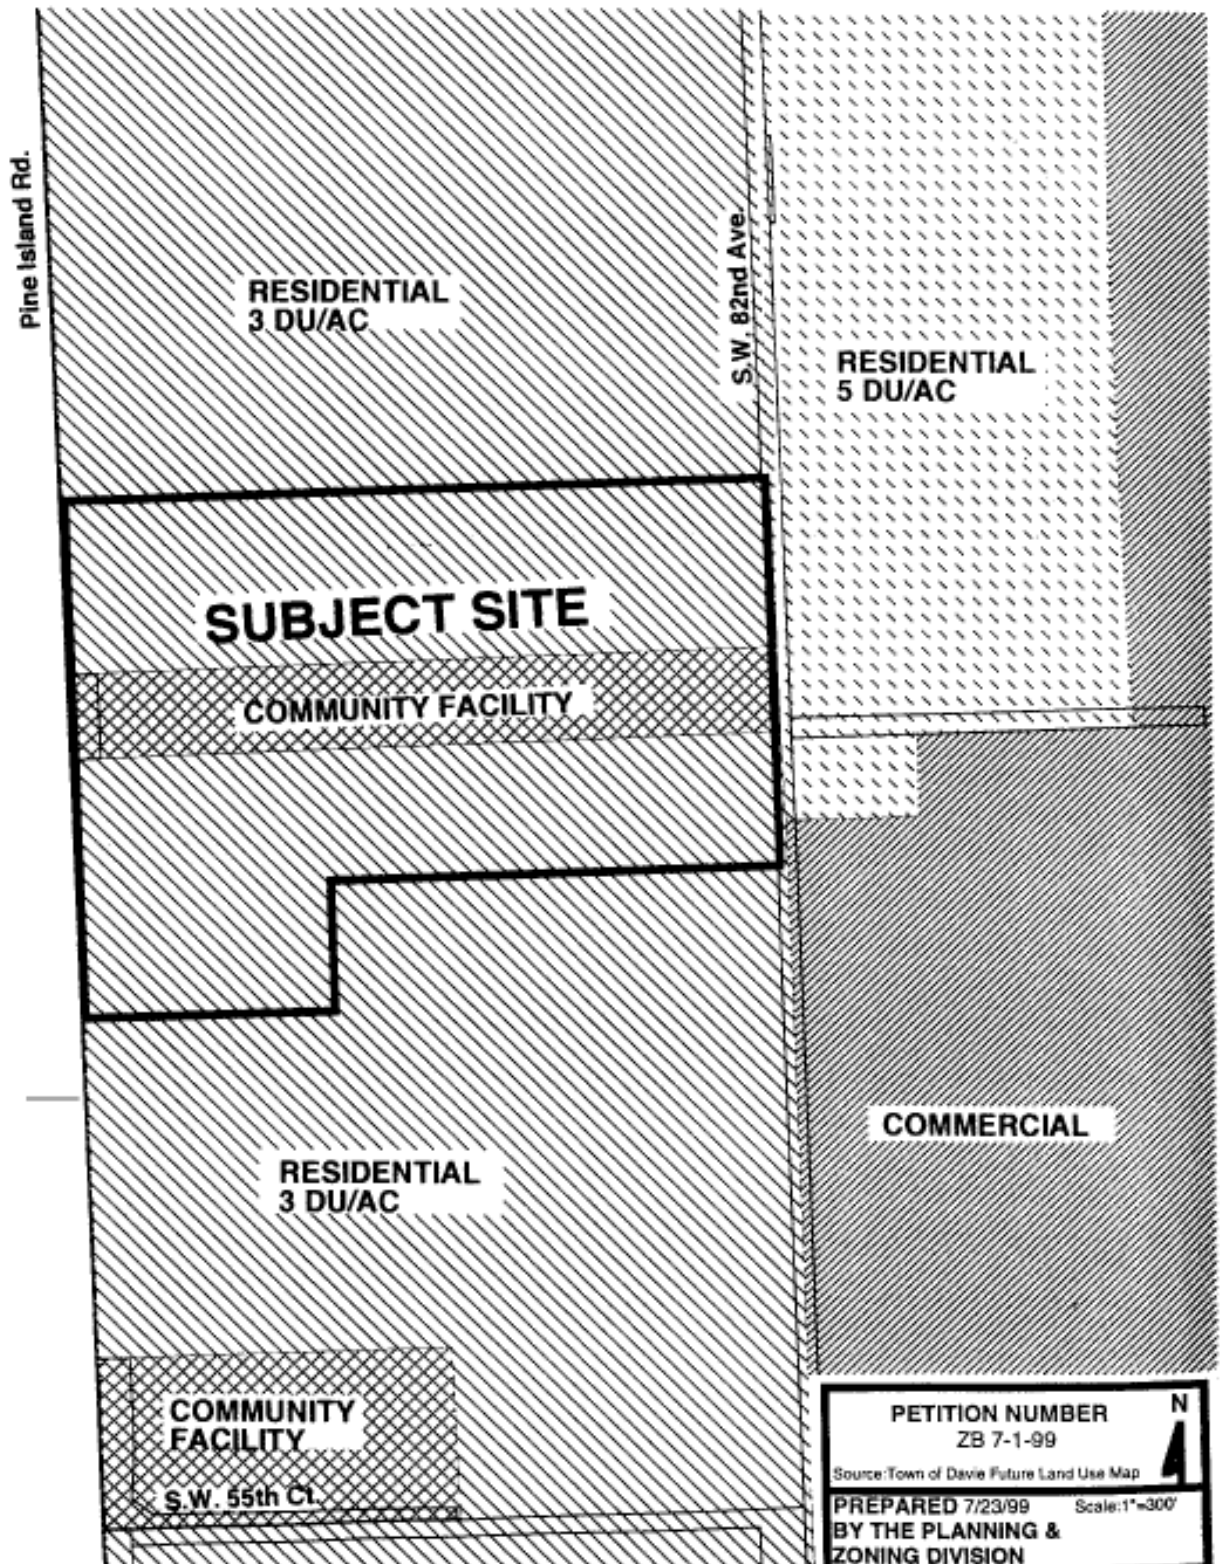 Pine Island Rd.
RESIDENTIAL
3 DU/AC
S.W. 82nd Ave.
RESIDENTIAL
5 DU/AC
SUBJECT SITE
COMMUNITY FACILITY
COMMERCIAL
RESIDENTIAL
3 DU/AC
COMMUNITY
FACILITY
S.W. 55th Ct.
PETITION NUMBER
ZB 7-1-99
N
Source:Town of Davie Future Land Use Map
PREPARED 7/23/99 Scale:1"=300'
BY THE PLANNING &
ZONING DIVISION